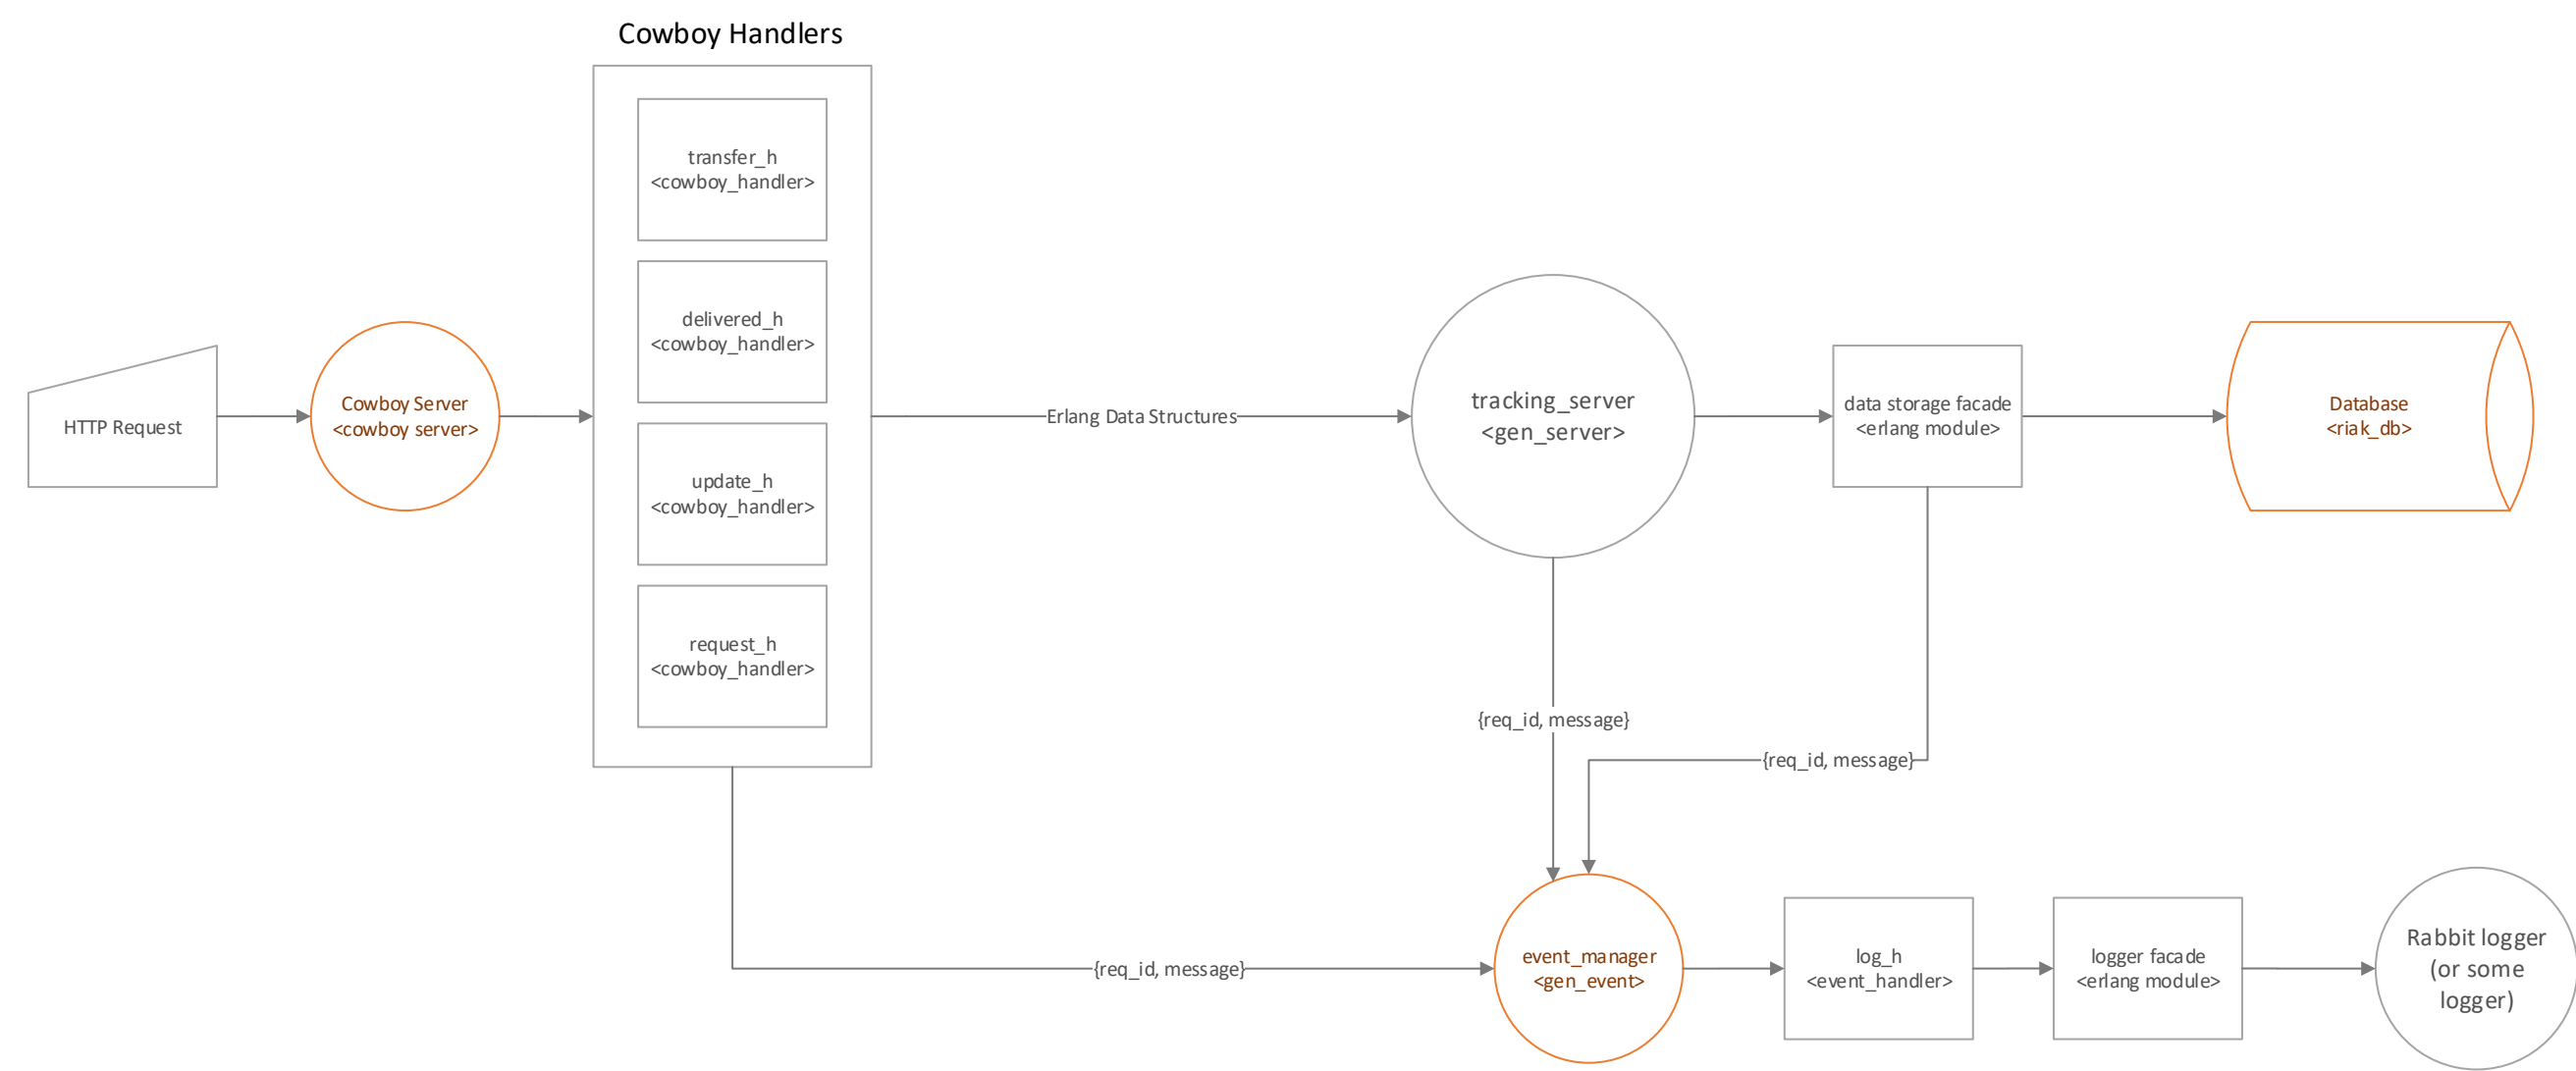 Cowboy Handlers
transfer_h
<cowboy_handler>
delivered_h
<cowboy_handler>
update_h
<cowboy_handler>
request_h
<cowboy_handler>
HTTP Request
Cowboy Server
<cowboy server>
Erlang Data Structures
tracking_server
<gen_server>
data storage facade
<erlang module>
Database
<riak_db>
{req_id, message}
{req_id, message}
{req_id, message}
event_manager
<gen_event>
log_h
<event_handler>
logger facade
<erlang module>
Rabbit logger
(or some
logger)